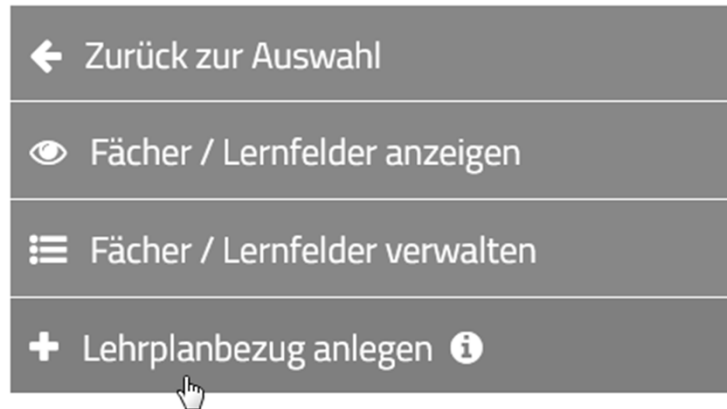 Zurück zur Auswahl
Fächer / Lernfelder anzeigen
Fächer / Lernfelder verwalten
Lehrplanbezug anlegen